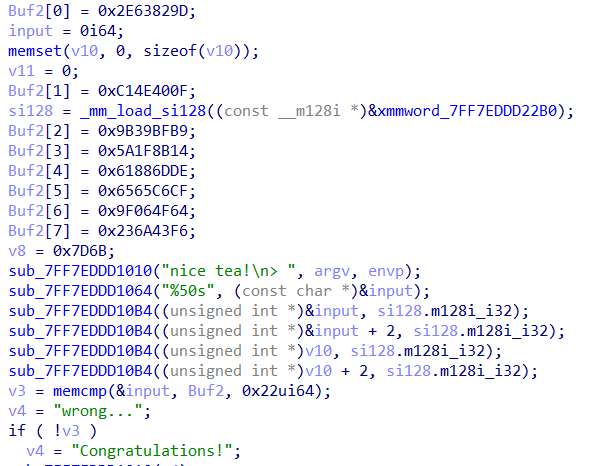 Buf2[0] = 0x2E63829D;
input = 0i64;
memset(v10, 0, sizeof(v10));
v11 = 0;
Buf2[1] = 0xC14E400F;
si128 = _mm_load_si128((const __m128i *)&xmmword_7FF7EDDD22B0);
Buf2[2] = 0x9B39BFB9;
Buf2[3] = 0x5A1F8B14;
Buf2[4] = 0x61886DDE;
Buf2[5] = 0x6565C6CF;
Buf2[6] = 0x9F064F64;
Buf2[7] = 0x236A43F6;
v8 = 0x7D6B;
sub_7FF7EDDD1010("nice tea!\n> ", argv, envp);
sub_7FF7EDDD1064("%50s", (const char *)&input);
sub_7FF7EDDD10B4((unsigned int *)&input, si128.m128i_i32);
sub_7FF7EDDD10B4((unsigned int *)&input + 2, si128.m128i_i32);
sub_7FF7EDDD10B4((unsigned int *)v10, si128.m128i_i32);
sub_7FF7EDDD10B4((unsigned int *)v10 + 2, si128.m128i_i32);
v3 = memcmp(&input, Buf2, 0x22ui64);
v4 = "wrong...";
if ( !v3 )
v4 = "Congratulations!";